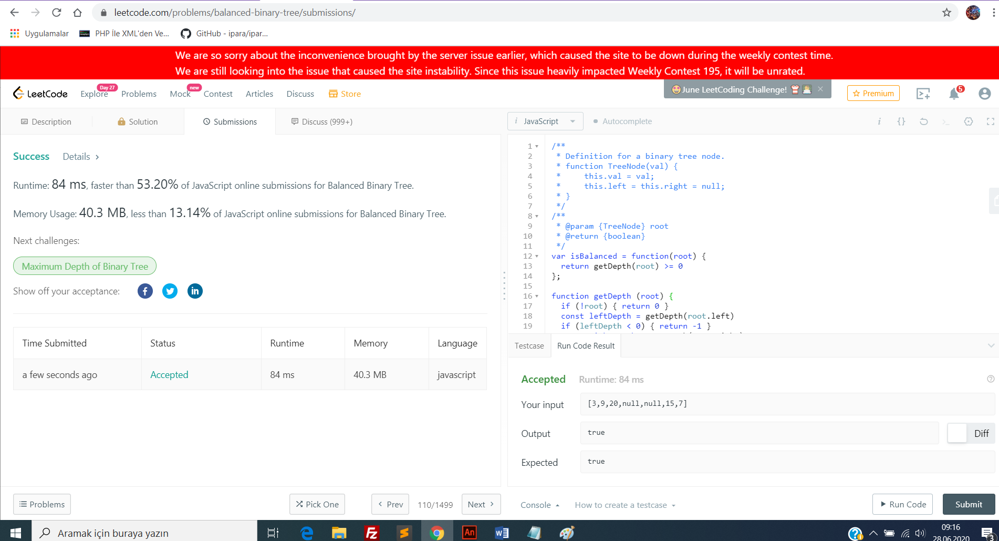 leetcode.com/problems/balanced-binary-tree/submissions/
Uygulamalar PHP İle XML'den Ve... GitHub - ipara/ipar...
We are so sorry about the inconvenience brought by the server issue earlier, which caused the site to be down during the weekly contest time.
We are still looking into the issue that caused the site instability. Since this issue heavily impacted Weekly Contest 195, it will be unrated.
LeetCode Explore Day 27 Problems Mock new Contest Articles Discuss Store June LeetCoding Challenge! Premium 5
Description Solution Submissions Discuss (999+)
i JavaScript Autocomplete
Success Details
Runtime: 84 ms, faster than 53.20% of JavaScript online submissions for Balanced Binary Tree.
Memory Usage: 40.3 MB, less than 13.14% of JavaScript online submissions for Balanced Binary Tree.
Next challenges:
Maximum Depth of Binary Tree
Show off your acceptance:
Time Submitted Status Runtime Memory Language
a few seconds ago Accepted 84 ms 40.3 MB javascript
1 /**
2 * Definition for a binary tree node.
3 * function TreeNode(val) {
4 *     this.val = val;
5 *     this.left = this.right = null;
6 * }
7 */
8 /**
9 * @param {TreeNode} root
10 * @return {boolean}
11 */
12 var isBalanced = function(root) {
13 return getDepth(root) >= 0
14 };
15
16 function getDepth (root) {
17 if (!root) { return 0 }
18 const leftDepth = getDepth(root.left)
19 if (leftDepth < 0) { return -1 }
Testcase Run Code Result
Accepted Runtime: 84 ms
Your input [3,9,20,null,null,15,7]
Output true Diff
Expected true
Problems Pick One Prev 110/1499 Next Console How to create a testcase Run Code Submit
Aramak için buraya yazın
09:16
28.06.2020
3